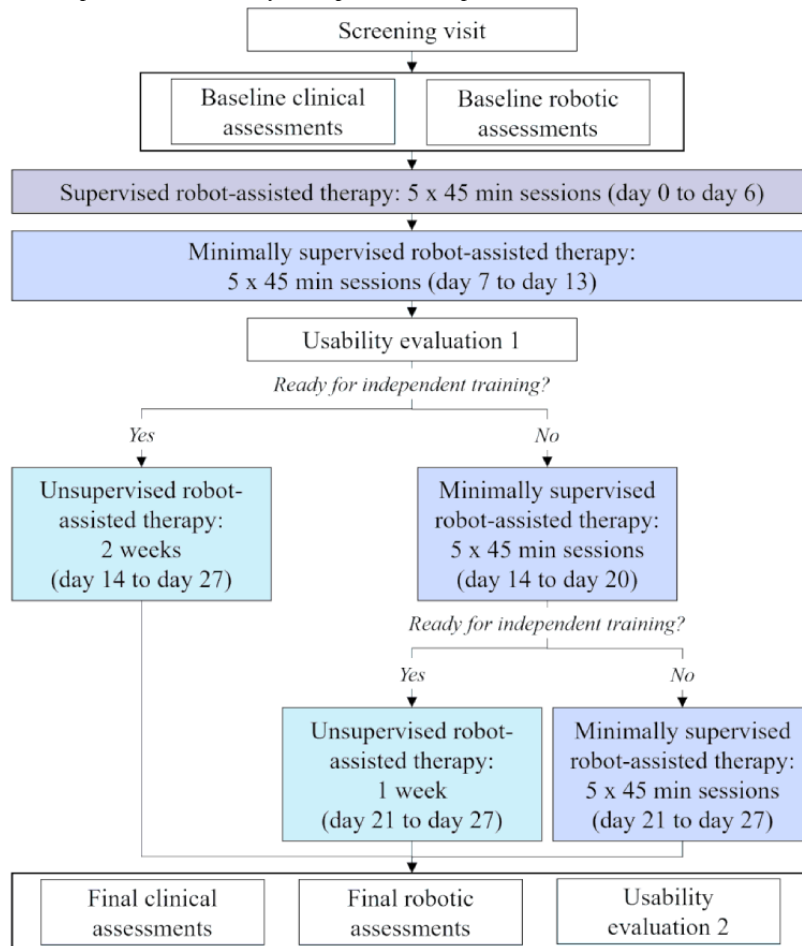 Screening visit
Baseline clinical
assessments
Baseline robotic
assessments
Supervised robot-assisted therapy: 5 x 45 min sessions (day 0 to day 6)
Minimally supervised robot-assisted therapy:
5 x 45 min sessions (day 7 to day 13)
Usability evaluation 1
Ready for independent training?
Yes
No
Unsupervised robot-
assisted therapy:
2 weeks
(day 14 to day 27)
Minimally supervised
robot-assisted therapy:
5 x 45 min sessions
(day 14 to day 20)
Ready for independent training?
Yes
No
Unsupervised robot-
assisted therapy:
1 week
(day 21 to day 27)
Minimally supervised
robot-assisted therapy:
5 x 45 min sessions
(day 21 to day 27)
Final clinical
assessments
Final robotic
assessments
Usability
evaluation 2